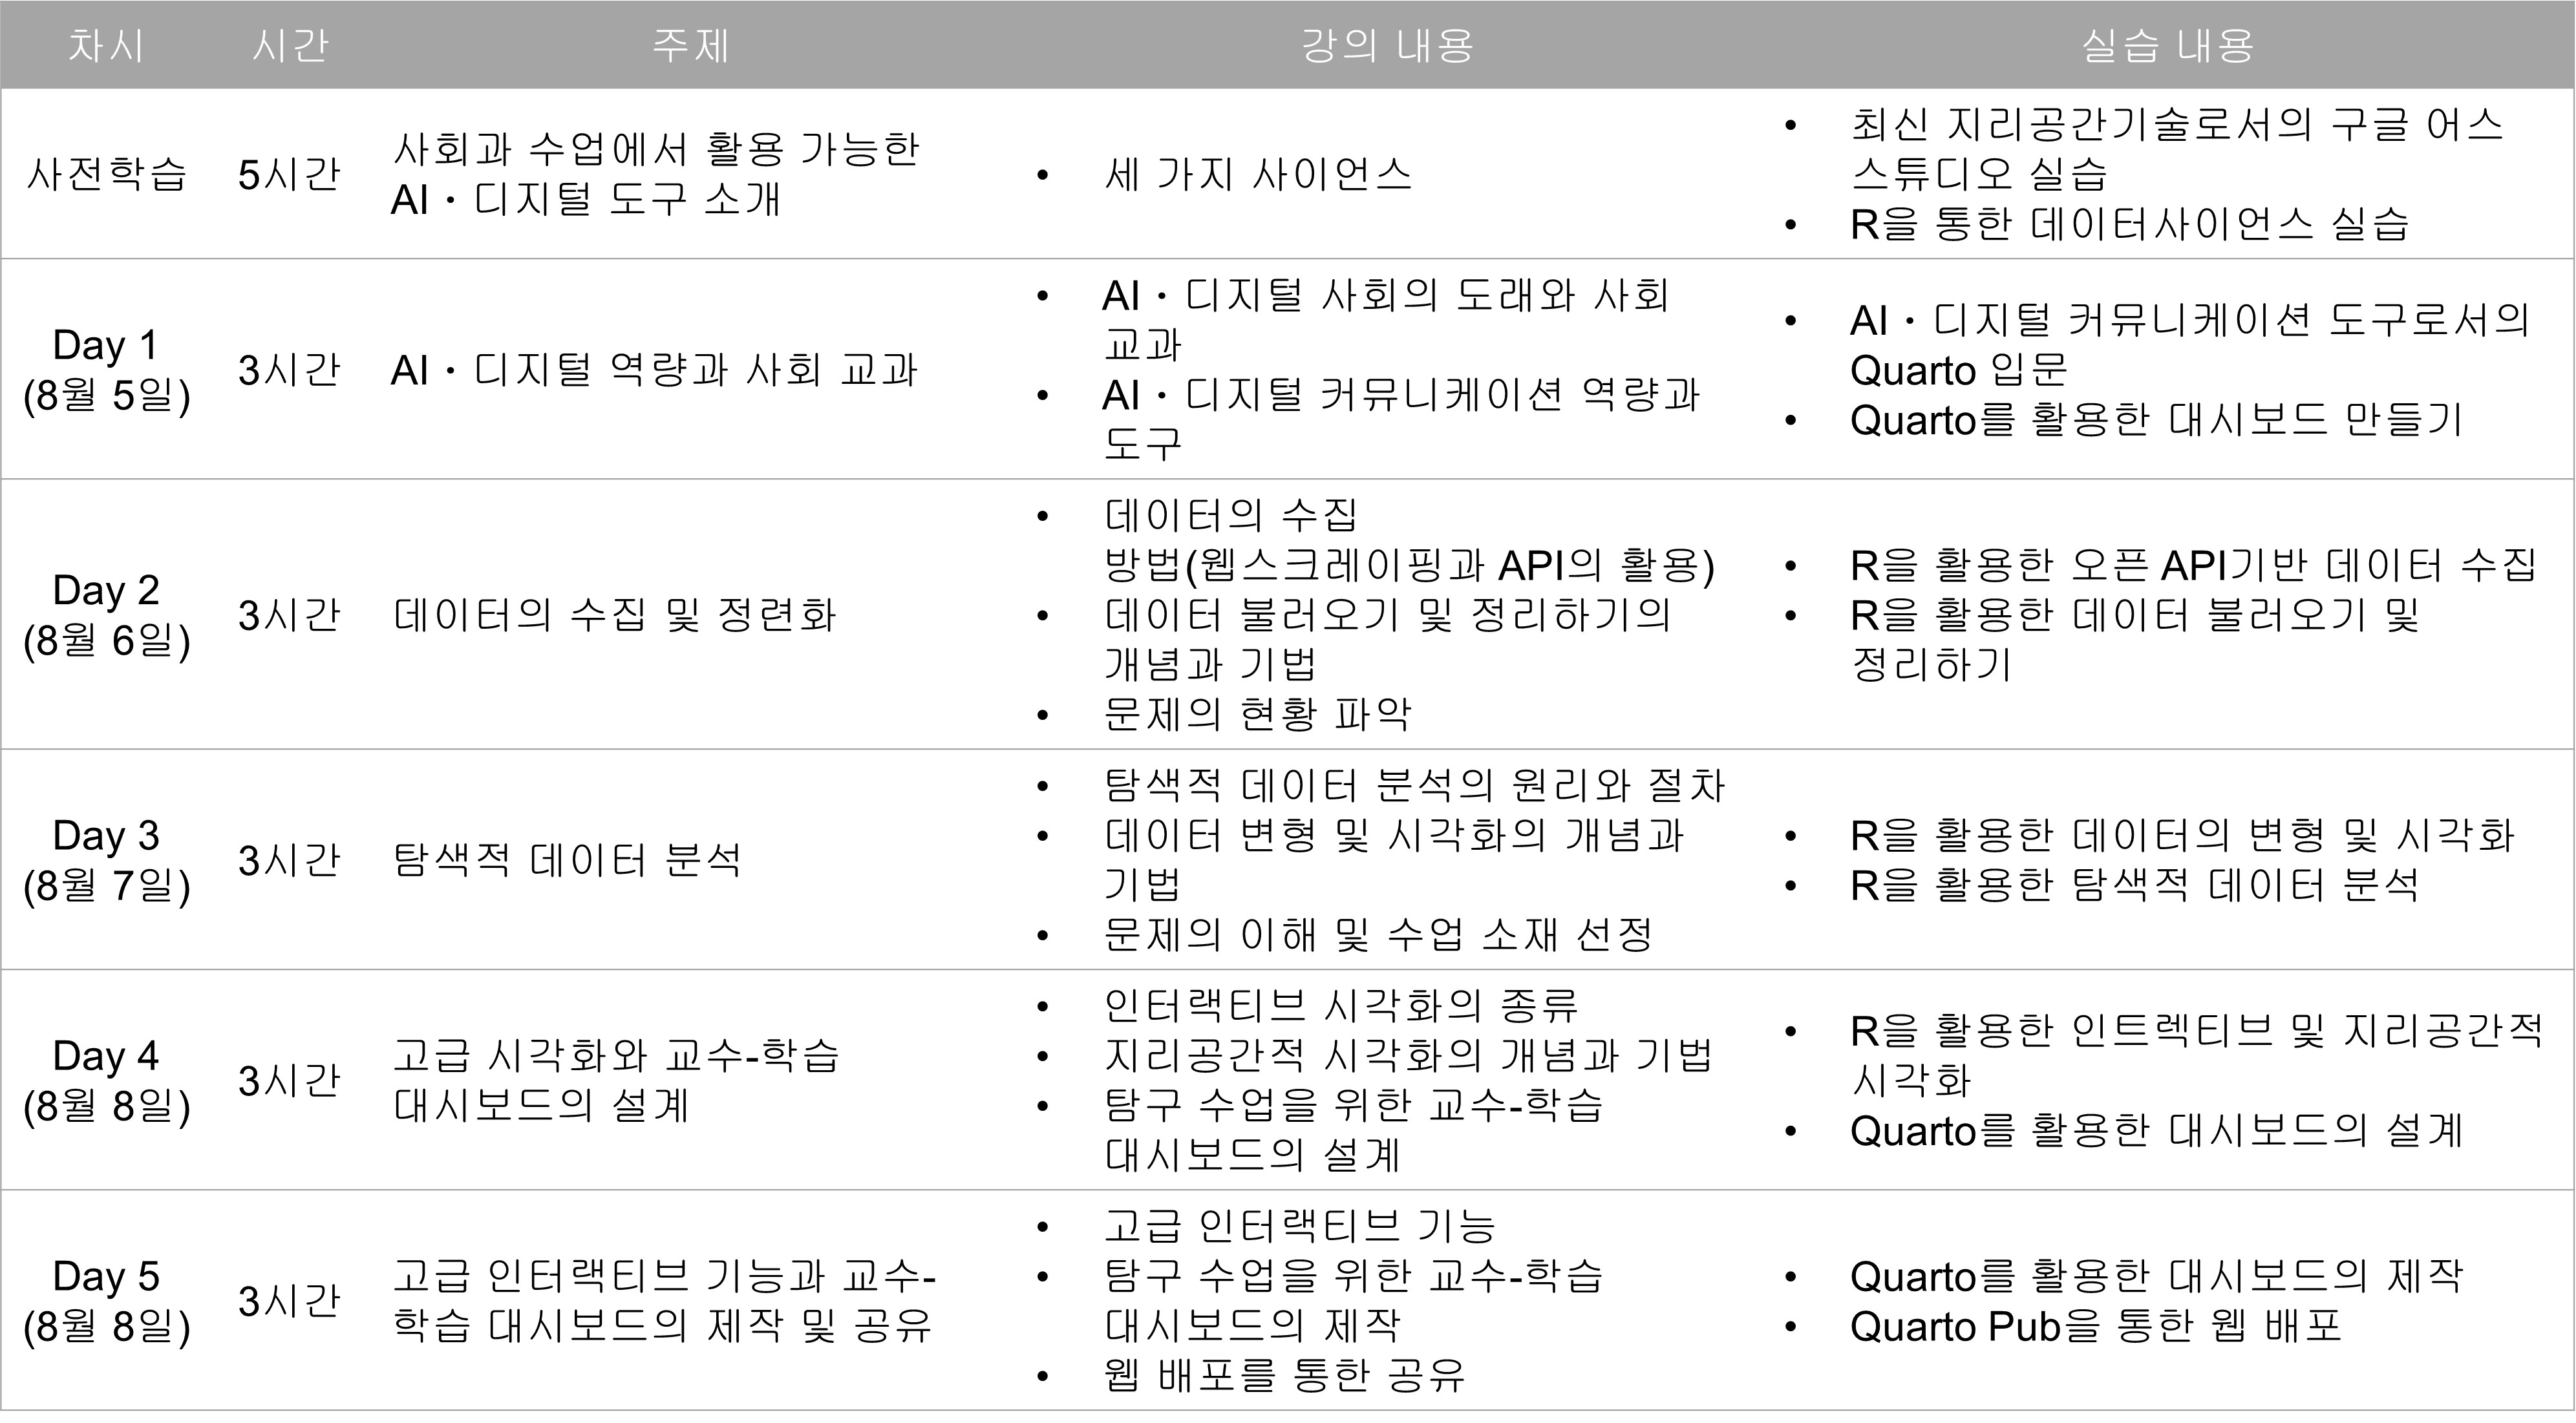 차시 시간 주제 강의 내용 실습 내용
사전학습
5시간
사회과 수업에서 활용 가능한
AI・디지털 도구 소개
• 세 가지 사이언스
• 최신 지리공간기술로서의 구글 어스
스튜디오 실습
• R을 통한 데이터사이언스 실습
Day 1
(8월 5일)
3시간
AI・디지털 역량과 사회 교과
• AI・디지털 사회의 도래와 사회
교과
• AI・디지털 커뮤니케이션 역량과
도구
• AI・디지털 커뮤니케이션 도구로서의
Quarto 입문
• Quarto를 활용한 대시보드 만들기
Day 2
(8월 6일)
3시간
데이터의 수집 및 정련화
• 데이터의 수집
방법(웹스크레이핑과 API의 활용)
• 데이터 불러오기 및 정리하기의
개념과 기법
• 문제의 현황 파악
• R을 활용한 오픈 API기반 데이터 수집
• R을 활용한 데이터 불러오기 및
정리하기
Day 3
(8월 7일)
3시간
탐색적 데이터 분석
• 탐색적 데이터 분석의 원리와 절차
• 데이터 변형 및 시각화의 개념과
기법
• 문제의 이해 및 수업 소재 선정
• R을 활용한 데이터의 변형 및 시각화
• R을 활용한 탐색적 데이터 분석
Day 4
(8월 8일)
3시간
고급 시각화와 교수-학습
대시보드의 설계
• 인터랙티브 시각화의 종류
• 지리공간적 시각화의 개념과 기법
• 탐구 수업을 위한 교수-학습
대시보드의 설계
• R을 활용한 인트렉티브 및 지리공간적
시각화
• Quarto를 활용한 대시보드의 설계
Day 5
(8월 8일)
3시간
고급 인터랙티브 기능과 교수-
학습 대시보드의 제작 및 공유
• 고급 인터랙티브 기능
• 탐구 수업을 위한 교수-학습
대시보드의 제작
• 웹 배포를 통한 공유
• Quarto를 활용한 대시보드의 제작
• Quarto Pub을 통한 웹 배포